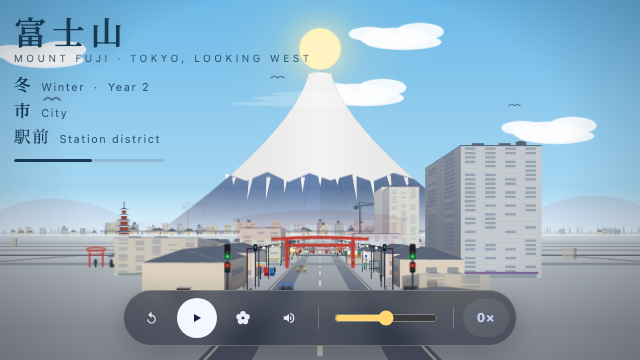 富士山
MOUNT FUJI · TOKYO, LOOKING WEST
冬 Winter · Year 2
市 City
駅前 Station district
0×